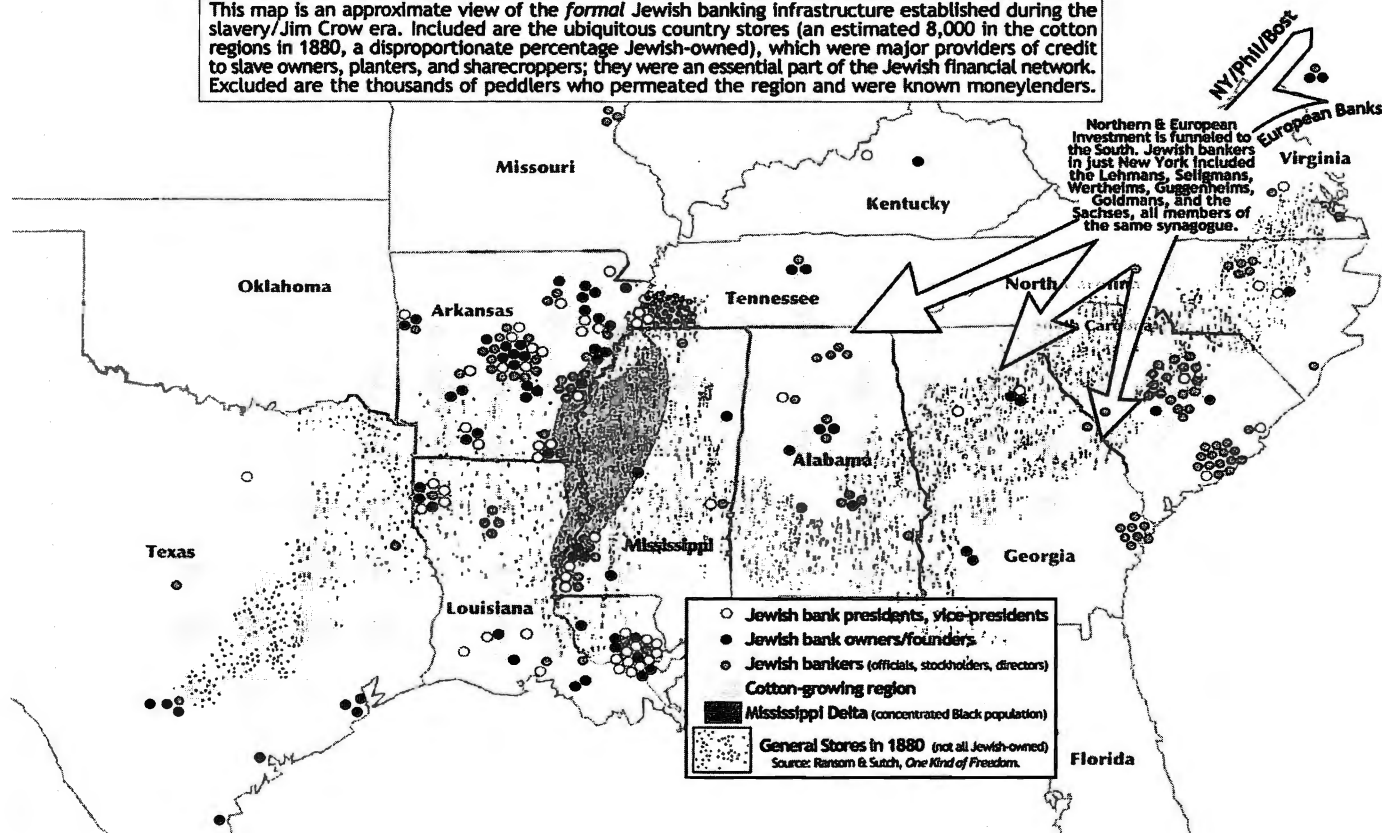 This map is an approximate view of the formal Jewish banking infrastructure established during the
slavery/Jim Crow era. Included are the ubiquitous country stores (an estimated 8,000 in the cotton
regions in 1880, a disproportionate percentage Jewish-owned), which were major providers of credit
to slave owners, planters, and sharecroppers; they were an essential part of the Jewish financial network.
Excluded are the thousands of peddlers who permeated the region and were known moneylenders.
NY/Phil/Bost
European Banks
Northern & European
Investment is funneled to
the South. Jewish bankers
in just New York included
the Lehmans, Seligmans,
Wertheims, Guggenheims,
Goldmans, and the
Sachses, all members of
the same synagogue.
Virginia
Missouri
Kentucky
Oklahoma
Arkansas
Tennessee
North
Alabama
Texas
Mississippi
Georgia
Louisiana
Jewish bank presidents, vice-presidents
Jewish bank owners/founders
Jewish bankers (officials, stockholders, directors)
Cotton-growing region
Mississippi Delta (concentrated Black population)
General Stores in 1880 (not all Jewish-owned)
Source: Ransom & Sutch, One Kind of Freedom.
Florida